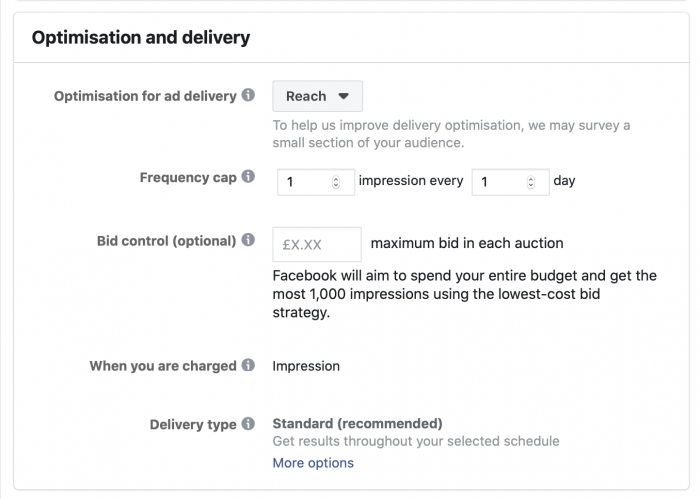 Optimisation and delivery
Optimisation for ad delivery Reach
To help us improve delivery optimisation, we may survey a
small section of your audience.
Frequency cap 1 impression every 1 day
Bid control (optional) £X.XX maximum bid in each auction
Facebook will aim to spend your entire budget and get the
most 1,000 impressions using the lowest-cost bid
strategy.
When you are charged Impression
Delivery type Standard (recommended)
Get results throughout your selected schedule
More options